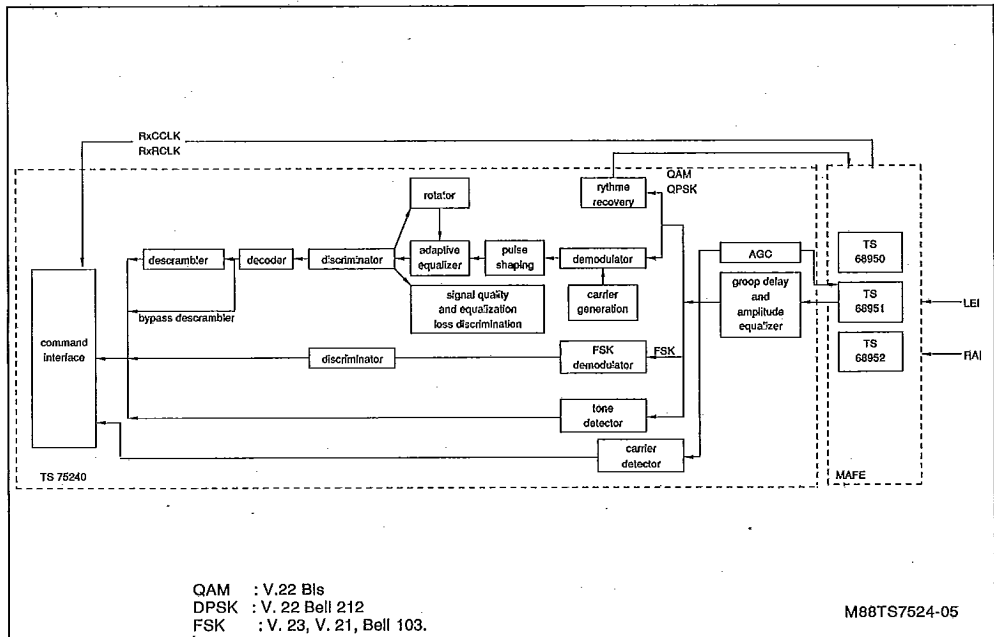 RxCCLK
RxRCLK
QAM
QPSK
rythme
recovery
rotator
TS
68950
AGC
descrambler
decoder
discriminator
adaptive
equalizer
pulse
shaping
demodulator
groop delay
and
amplitude
equalizer
TS
68951
LEI
signal quality
and equalization
loss discrimination
carrier
generation
bypass descrambler
command
interface
TS
68952
RAI
discriminator
FSK
demodulator
FSK
tone
detector
carrier
detector
TS 75240
MAFE
QAM : V.22 Bis
DPSK : V. 22 Bell 212
FSK : V. 23, V. 21, Bell 103.
M88TS7524-05